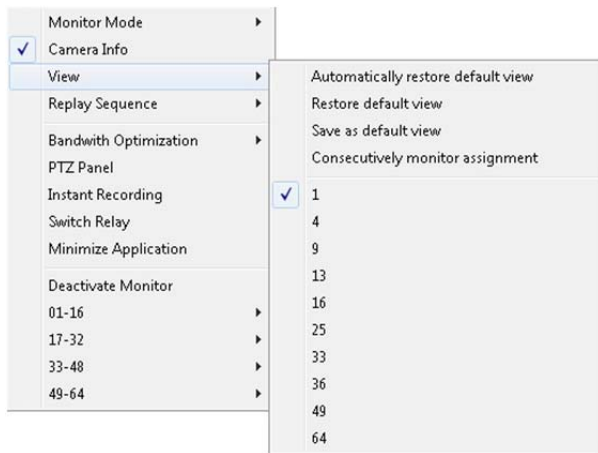 Monitor Mode
Camera Info
View
Replay Sequence
Bandwith Optimization
PTZ Panel
Instant Recording
Switch Relay
Minimize Application
Deactivate Monitor
01-16
17-32
33-48
49-64
Automatically restore default view
Restore default view
Save as default view
Consecutively monitor assignment
1
4
9
13
16
25
33
36
49
64